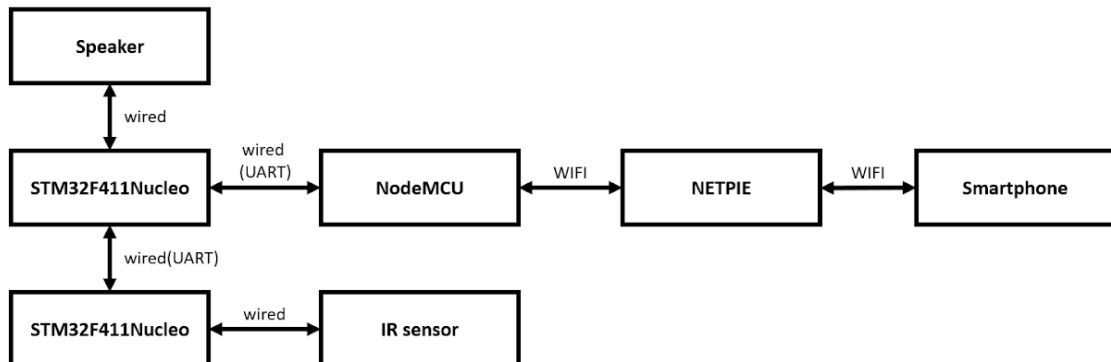 Speaker
wired
wired
(UART)
STM32F411Nucleo
NodeMCU
WIFI
NETPIE
WIFI
Smartphone
wired(UART)
STM32F411Nucleo
wired
IR sensor